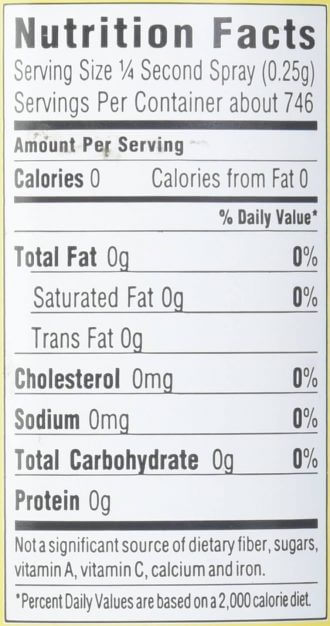 Nutrition Facts
Serving Size ¼ Second Spray (0.25g)
Servings Per Container about 746
Amount Per Serving
Calories 0 Calories from Fat 0
% Daily Value*
Total Fat 0g 0%
Saturated Fat 0g 0%
Trans Fat 0g
Cholesterol 0mg 0%
Sodium 0mg 0%
Total Carbohydrate 0g 0%
Protein 0g
Not a significant source of dietary fiber, sugars,
vitamin A, vitamin C, calcium and iron.
*Percent Daily Values are based on a 2,000 calorie diet.